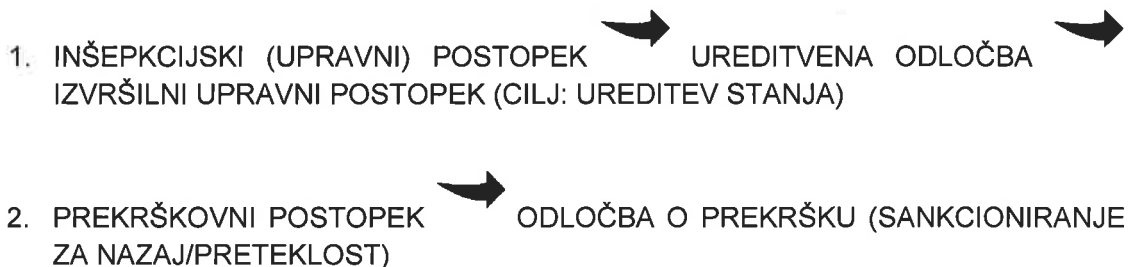 1. INŠEPKCIJSKI (UPRAVNI) POSTOPEK UREDITVENA ODLOČBA
IZVRŠILNI UPRAVNI POSTOPEK (CILJ: UREDITEV STANJA)
2. PREKRŠKOVNI POSTOPEK ODLOČBA O PREKRŠKU (SANKCIONIRANJE
ZA NAZAJ/PRETEKLOST)